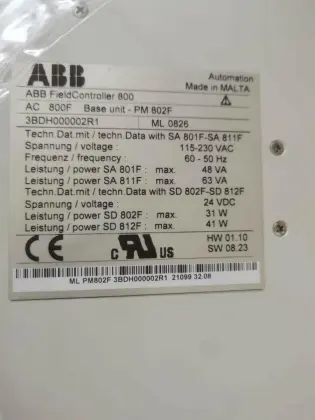 ABB
Automation
Made in MALTA
ABB FieldController 800
AC 800F Base unit - PM 802F
3BDH000002R1 ML 0826
Techn.Dat.mit / techn.Data with SA 801F-SA 811F
Spannung / voltage : 115-230 VAC
Frequenz / frequency : 60 - 50 Hz
Leistung / power SA 801F : max. 48 VA
Leistung / power SA 811F : max. 63 VA
Techn.Dat.mit / techn.Data with SD 802F-SD 812F
Spannung / voltage : 24 VDC
Leistung / power SD 802F : max. 31 W
Leistung / power SD 812F : max. 41 W
CE c RU US
HW 01.10
SW 08.23
ML PM802F 3BDH000002R1 21099 32.08